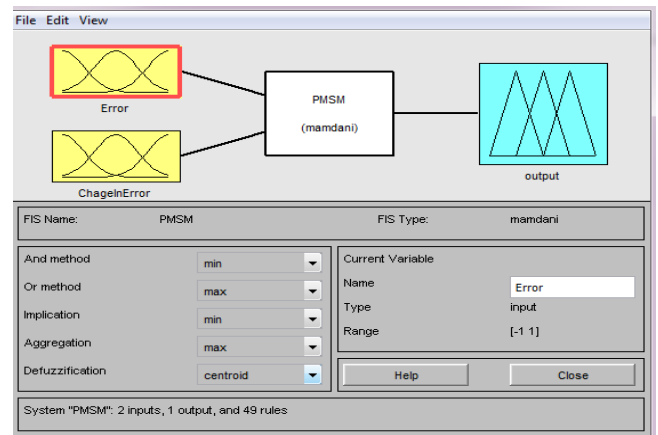 File Edit View
Error
PMSM
(mamdani)
ChageInError
output
FIS Name: PMSM FIS Type: mamdani
And method min
Or method max
Implication min
Aggregation max
Defuzzification centroid
Current Variable
Name Error
Type input
Range [-1 1]
Help Close
System "PMSM": 2 inputs, 1 output, and 49 rules